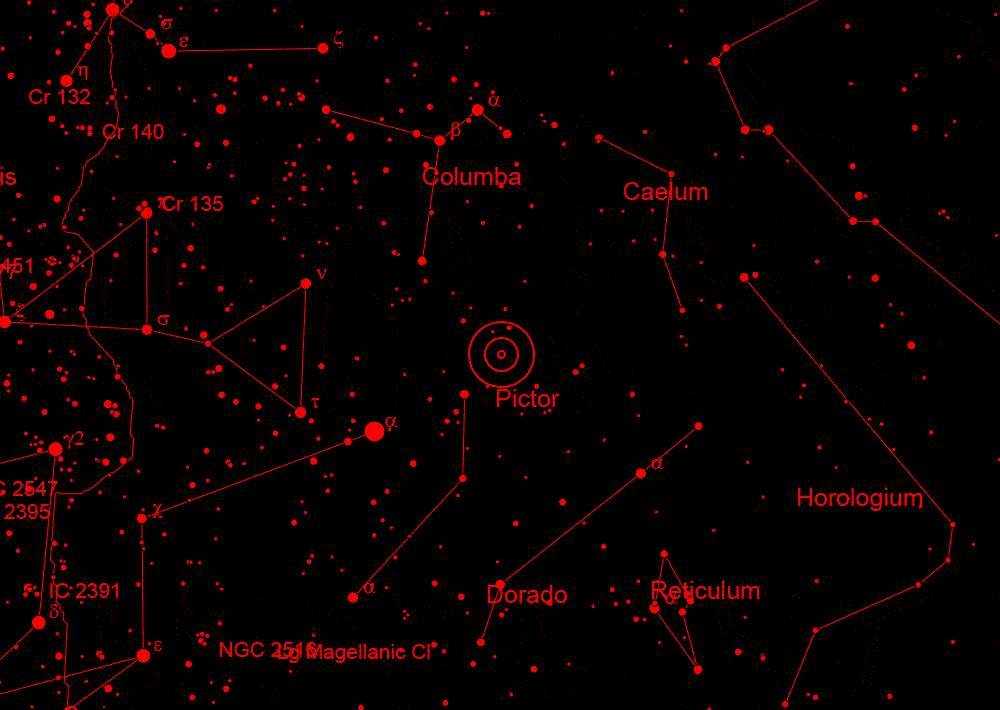 σ
ε
ζ
η
Cr 132
α
β
Cr 140
is
Columba
Caelum
π
Cr 135
451
ν
ξ
σ
Pictor
τ
α
γ2
α
C 2547
2395
χ
Horologium
IC 2391
α
Dorado
Reticulum
α
δ
ε
NGC 2516
Lg Magellanic Cl